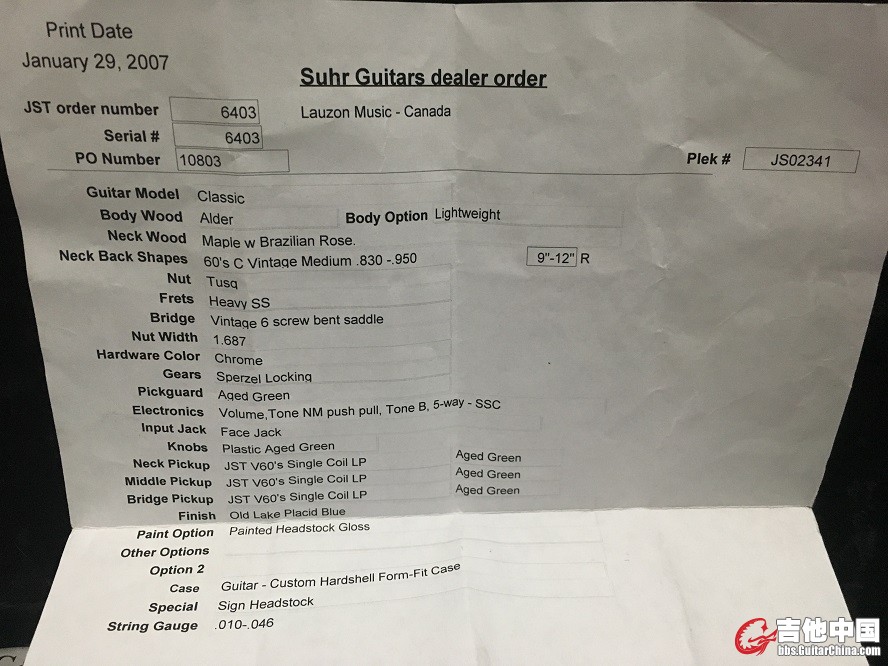 Print Date
January 29, 2007
Suhr Guitars dealer order
JST order number 6403 Lauzon Music - Canada
Serial # 6403
PO Number 10803 Plek # JS02341
Guitar Model Classic
Body Wood Alder Body Option Lightweight
Neck Wood Maple w Brazilian Rose.
Neck Back Shapes 60's C Vintage Medium .830 -.950 9"-12" R
Nut Tusq
Frets Heavy SS
Bridge Vintage 6 screw bent saddle
Nut Width 1.687
Hardware Color Chrome
Gears Sperzel Locking
Pickguard Aged Green
Electronics Volume,Tone NM push pull, Tone B, 5-way - SSC
Input Jack Face Jack
Knobs Plastic Aged Green
Neck Pickup JST V60's Single Coil LP Aged Green
Middle Pickup JST V60's Single Coil LP Aged Green
Bridge Pickup JST V60's Single Coil LP Aged Green
Finish Old Lake Placid Blue
Paint Option Painted Headstock Gloss
Other Options
Option 2
Case Guitar - Custom Hardshell Form-Fit Case
Special Sign Headstock
String Gauge .010-.046
吉他中国
bbs.GuitarChina.com